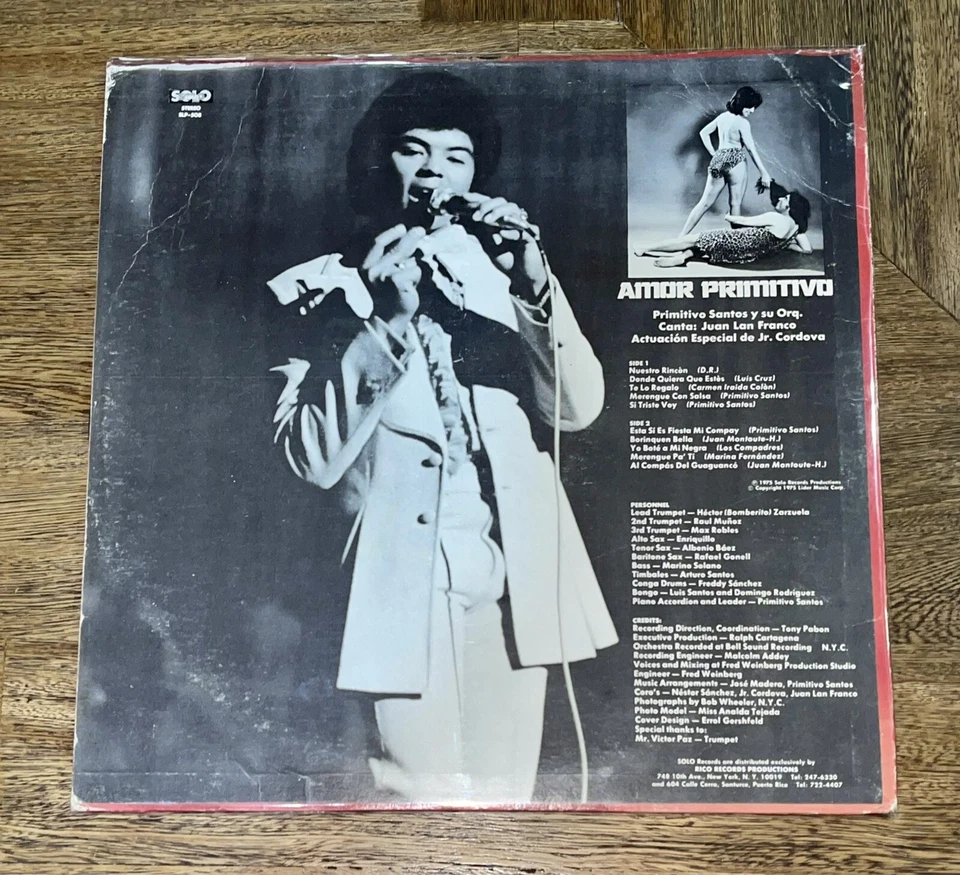 SOLO
STEREO
SLP-508
AMOR PRIMITIVO
Primitivo Santos y su Orq.
Canta: Juan Lan Franco
Actuación Especial de Jr. Cordova
SIDE 1
Nuestro Rincòn (D.R.)
Donde Quiera Que Estès (Luis Cruz)
Te Lo Regalo (Carmen Iraida Colòn)
Merengue Con Salsa (Primitivo Santos)
Si Triste Voy (Primitivo Santos)
SIDE 2
Esta Sí Es Fiesta Mi Compay (Primitivo Santos)
Borinquen Bella (Juan Montoute-H.)
Yo Boté a Mi Negra (Los Compadres)
Merengue Pa' Ti (Marina Fernández)
Al Compás Del Guaguancó (Juan Montoute-H.)
Ⓟ 1975 Solo Records Productions
© Copyright 1975 Lider Music Corp.
PERSONNEL
Lead Trumpet — Héctor (Bomberito) Zarzuela
2nd Trumpet — Raul Muñoz
3rd Trumpet — Max Robles
Alto Sax — Enriquillo
Tenor Sax — Albenio Báez
Baritone Sax — Rafael Gonell
Bass — Marino Solano
Timbales — Arturo Santos
Conga Drums — Freddy Sánchez
Bongo — Luis Santos and Domingo Rodriguez
Piano Accordion and Leader — Primitivo Santos
CREDITS:
Recording Direction, Coordination — Tony Pabon
Executive Production — Ralph Cartagena
Orchestra Recorded at Bell Sound Recording N.Y.C.
Recording Engineer — Malcolm Addey
Voices and Mixing at Fred Weinberg Production Studio
Engineer — Fred Weinberg
Music Arrangements — José Madera, Primitivo Santos
Coro's — Néstor Sánchez, Jr. Cordova, Juan Lan Franco
Photographs by Bob Wheeler, N.Y.C.
Photo Model — Miss Analda Tejada
Cover Design — Errol Gershfeld
Special thanks to:
Mr. Victor Paz — Trumpet
SOLO Records are distributed exclusively by
RICO RECORDS PRODUCTIONS
748 10th Ave., New York, N. Y. 10019 Tel: 247-6330
and 604 Calle Cerra, Santurce, Puerto Rico Tel: 722-4407